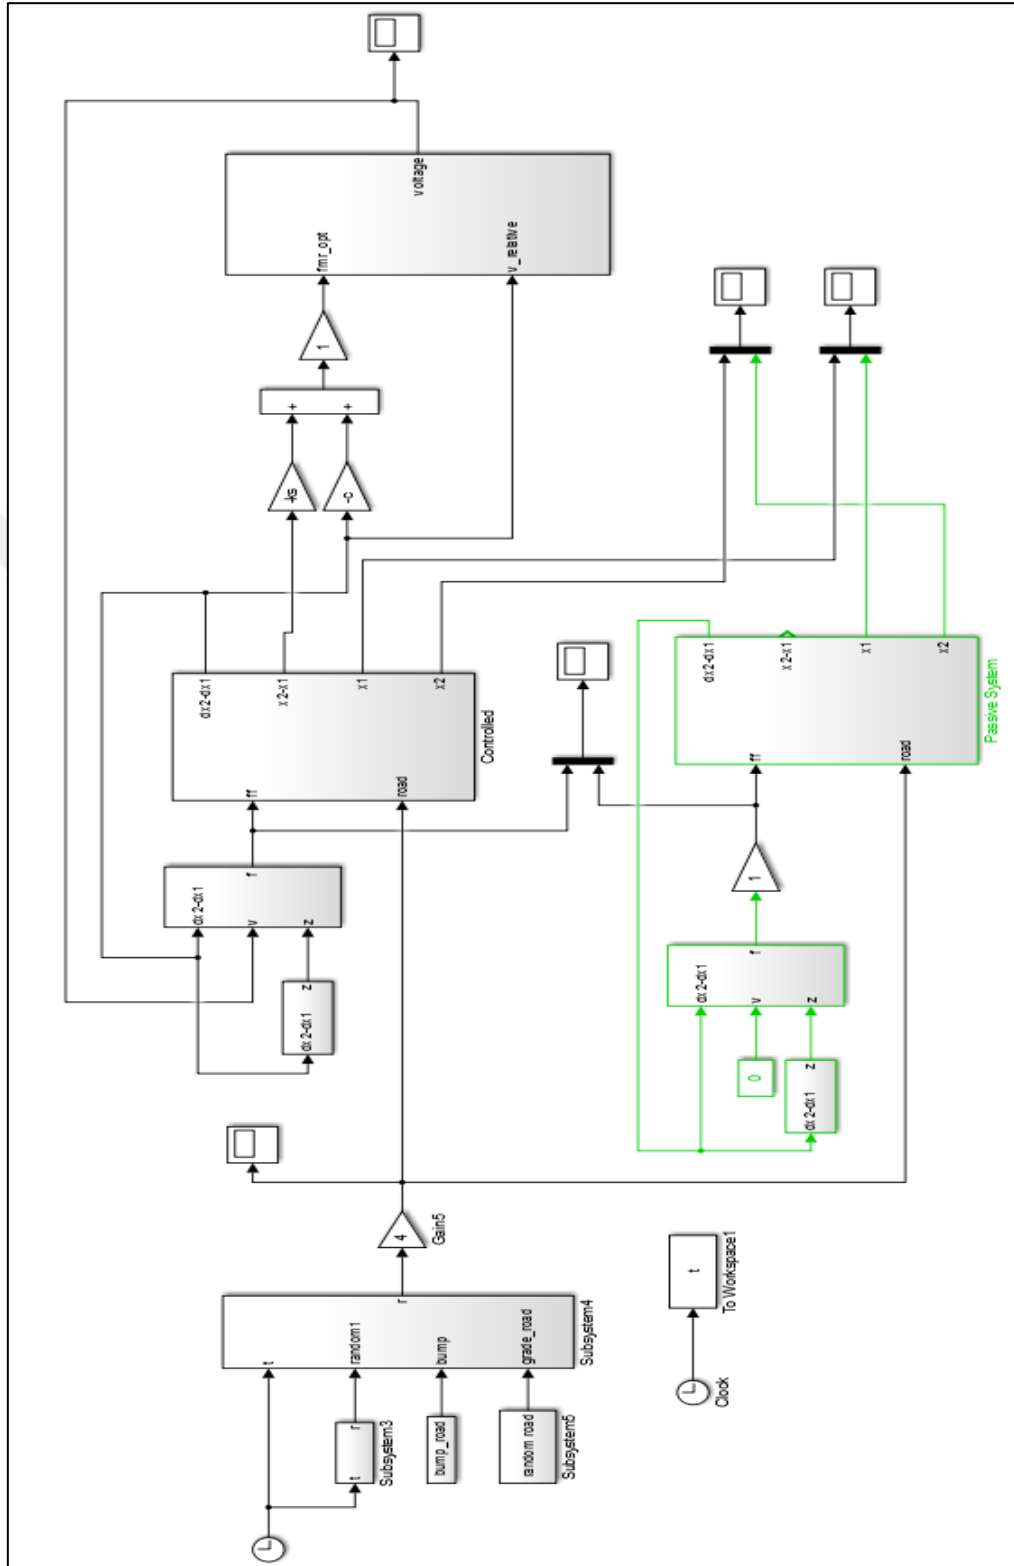 t
r
Subsystem3
bump_road
random road
Subsystem5
t
random1
bump
grade_road
r
Subsystem4
4
Gain5
Clock
t
To Workspace1
dx2-dx1
z
dx2-dx1
v
z
f
ff
road
dx2-dx1
x2-x1
x1
x2
Controlled
-ks
-c
+
+
1
fmr_opt
v_relative
voltage
dx2-dx1
z
0
dx2-dx1
v
z
f
1
ff
road
dx2-dx1
x2-x1
x1
x2
Passive System